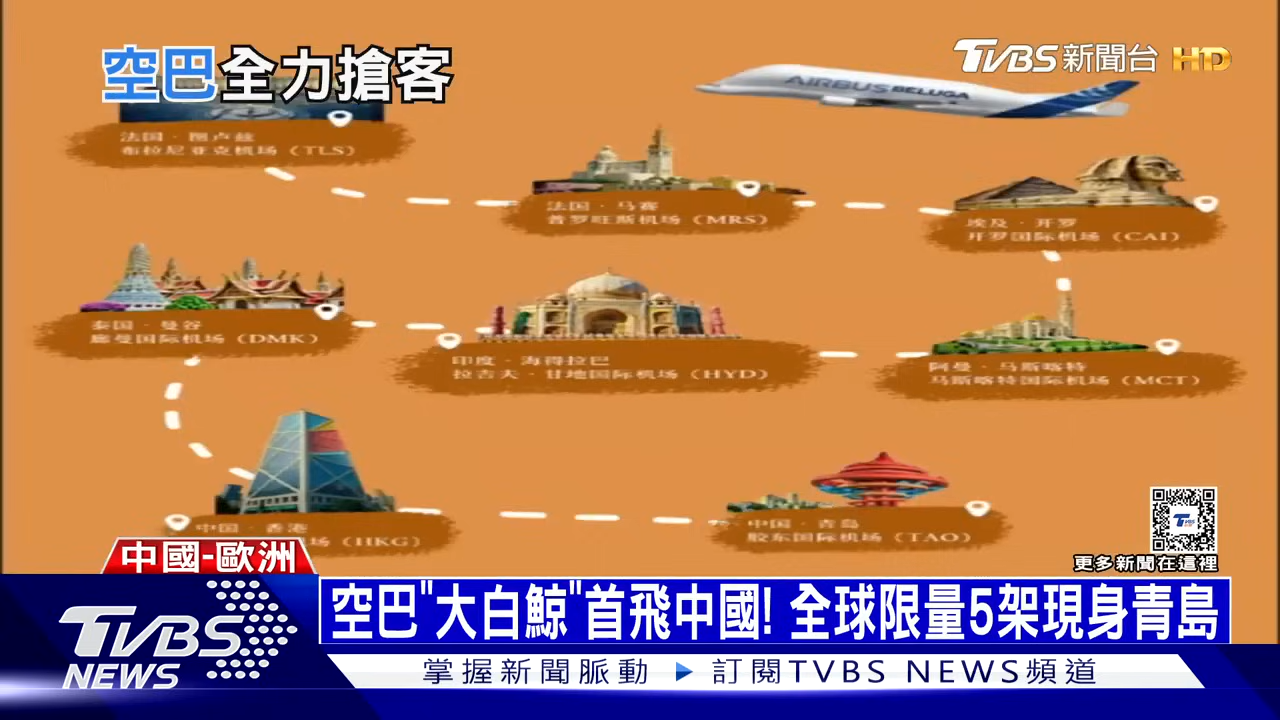 空巴全力搶客
TVBS新聞台 HD
AIRBUS BELUGA
法国·图卢兹
布拉尼亚克机场（TLS）
法国·马赛
普罗旺斯机场（MRS）
埃及·开罗
开罗国际机场（CAI）
泰国·曼谷
廊曼国际机场（DMK）
印度·海得拉巴
拉吉夫·甘地国际机场（HYD）
阿曼·马斯喀特
马斯喀特国际机场（MCT）
中国·香港
场（HKG）
中国·青岛
胶东国际机场（TAO）
TVBS
更多新聞在這裡
中國-歐洲
空巴"大白鯨"首飛中國! 全球限量5架現身青島
TVBS NEWS
掌握新聞脈動 ▶ 訂閱TVBS NEWS頻道